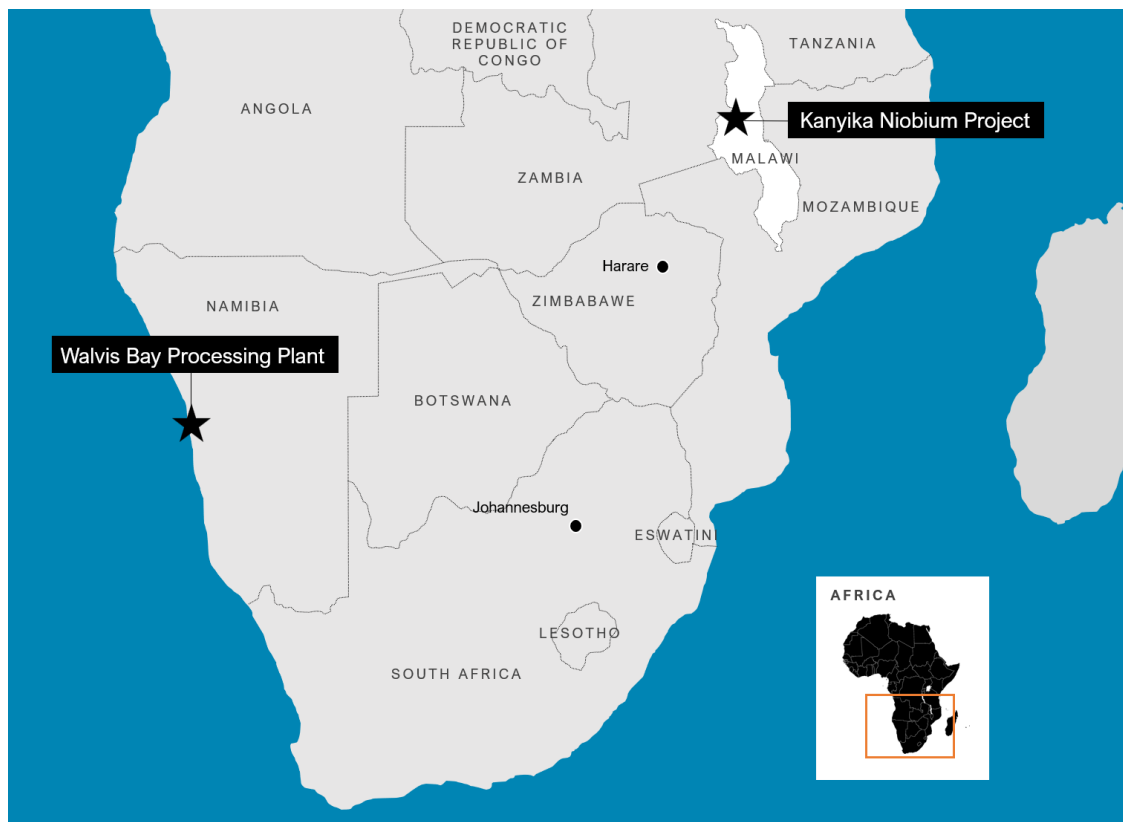 DEMOCRATIC
REPUBLIC OF
CONGO
TANZANIA
ANGOLA
Kanyika Niobium Project
MALAWI
ZAMBIA
MOZAMBIQUE
Harare
ZIMBABAWE
NAMIBIA
Walvis Bay Processing Plant
BOTSWANA
Johannesburg
ESWATINI
LESOTHO
SOUTH AFRICA
AFRICA